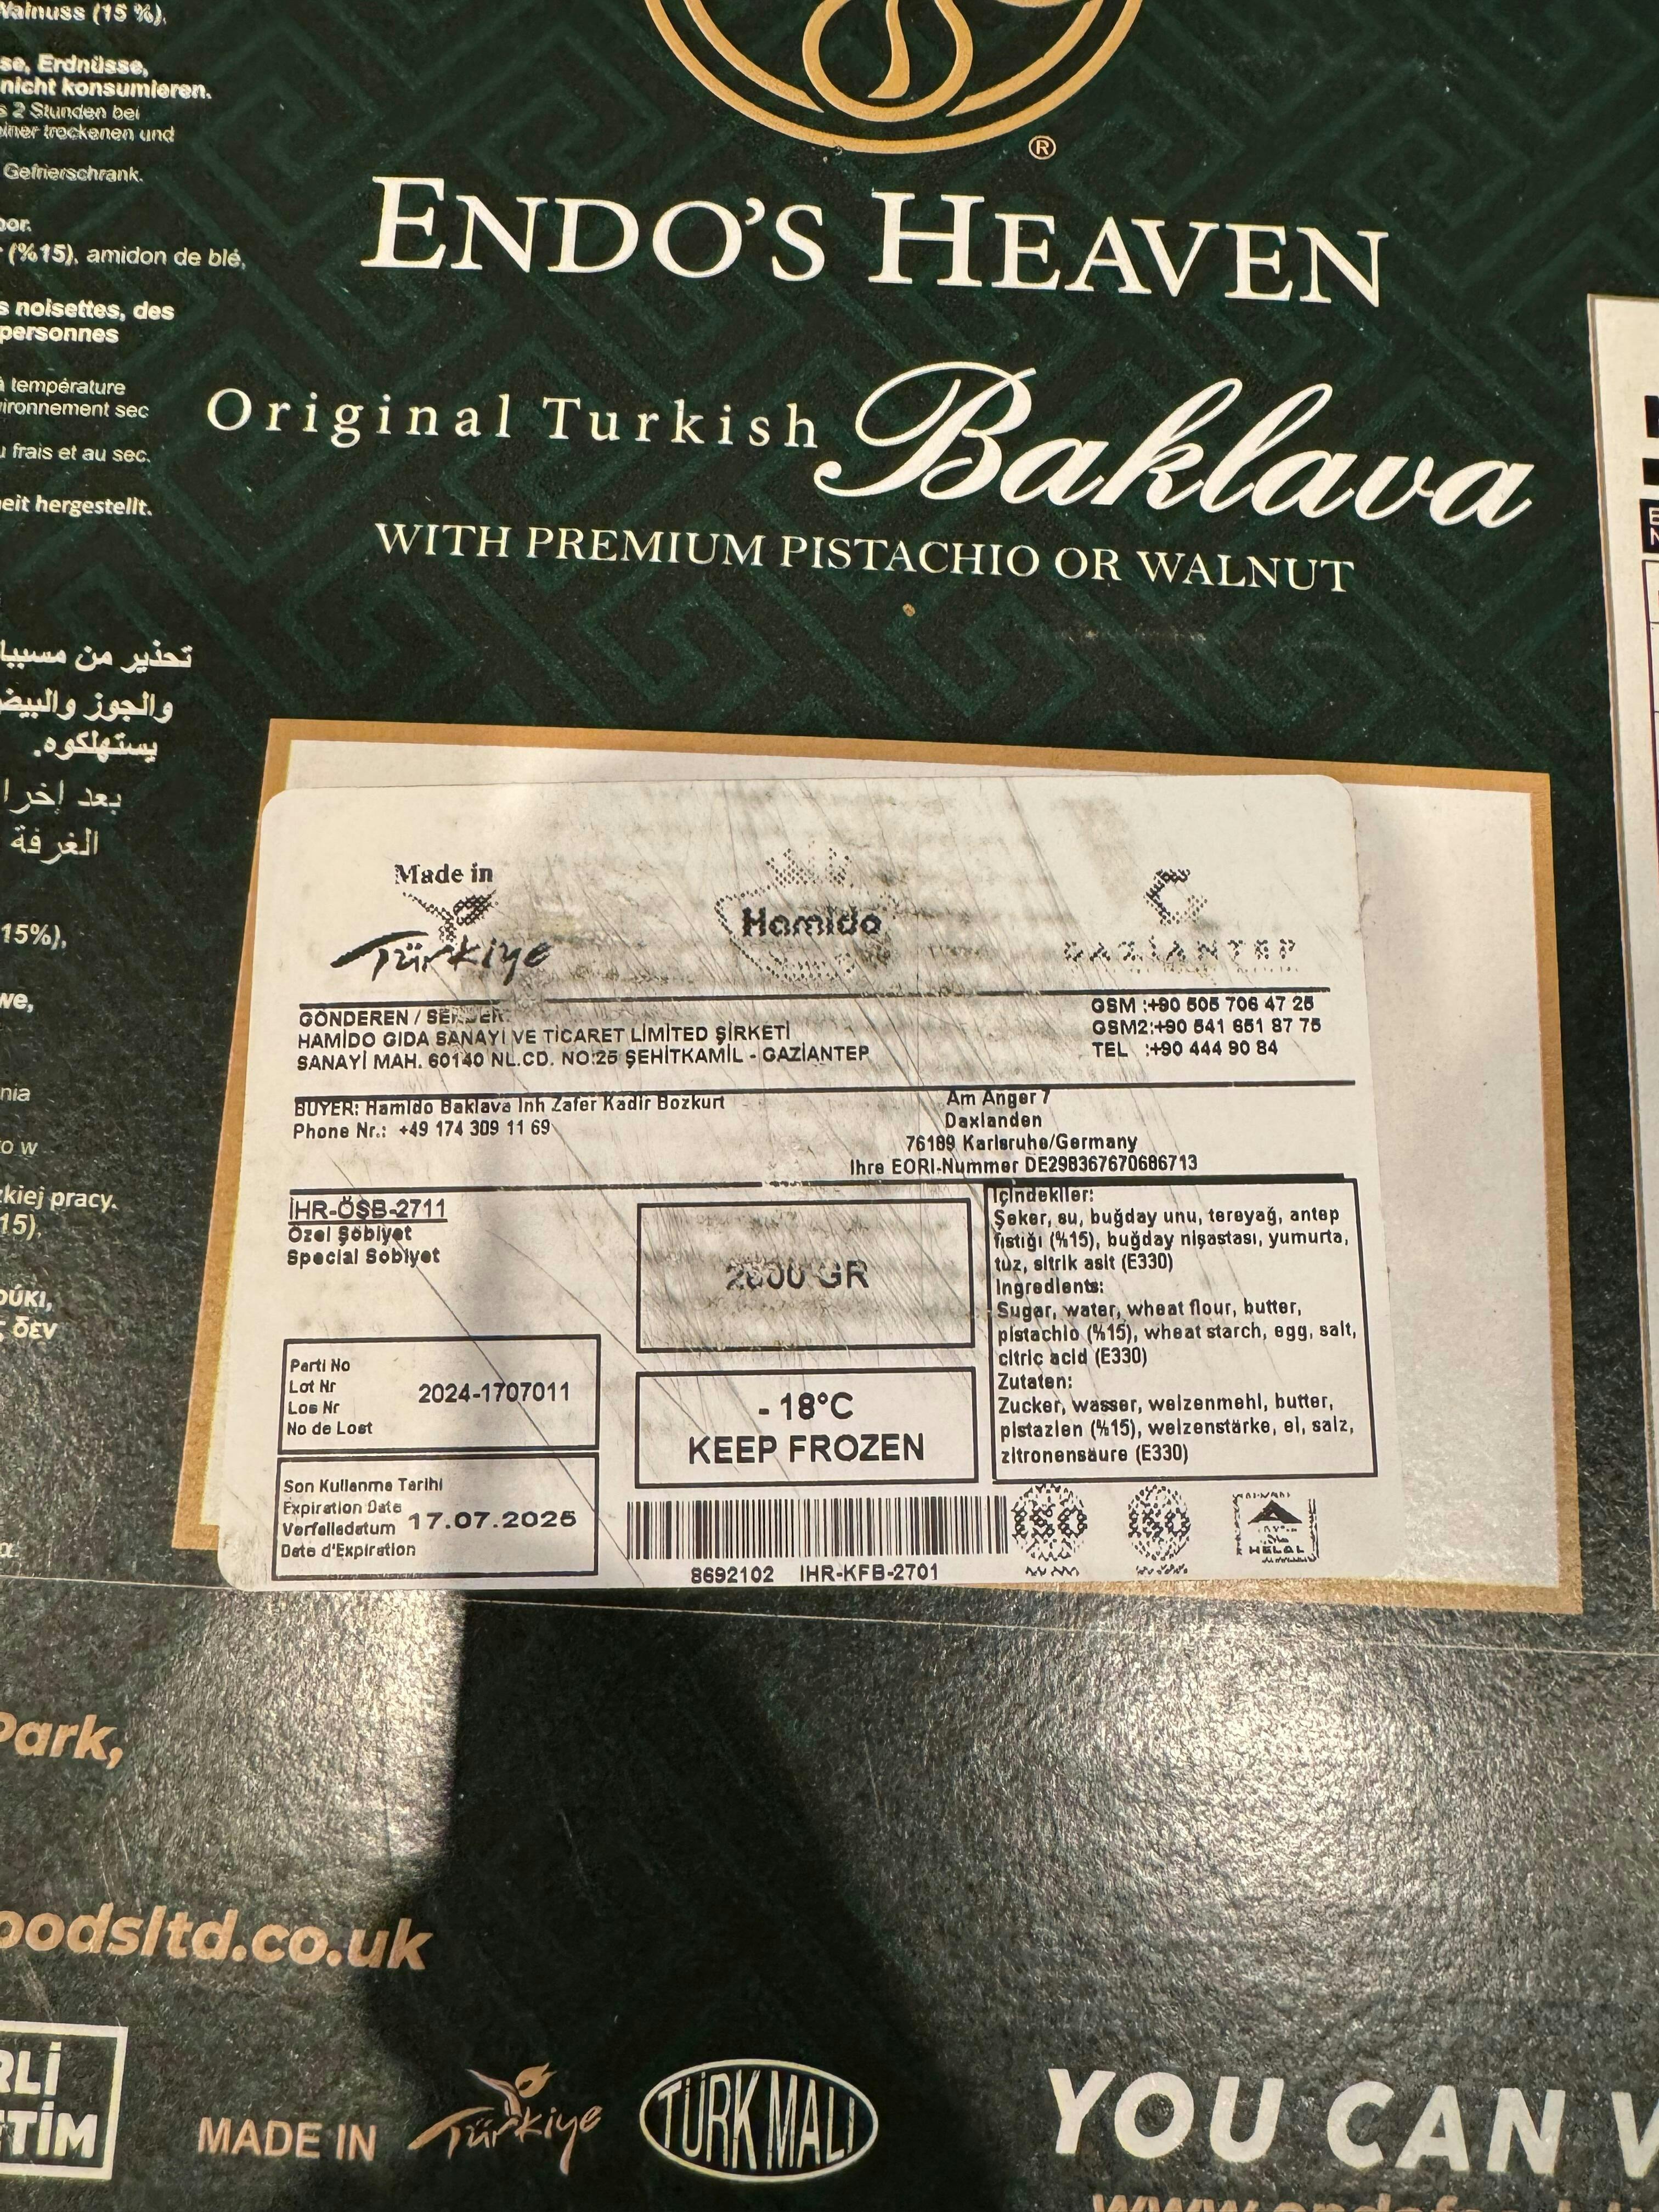 Walnuss (15 %),
se, Erdnüsse,
nicht konsumieren.
s 2 Stunden bei
einer trockenen und
Gefrierschrank.
(%15), amidon de blé,
s noisettes, des
personnes
à température
vironnement sec
u frais et au sec.
eit hergestellt.
تحذير من مسببا
والجوز والبيض
يستهلكوه.
بعد إخرا
الغرفة
15%),
we,
nia
o w
kiej pracy.
15),
ούκι,
ς δεν
®
ENDO'S HEAVEN
Original Turkish Baklava
WITH PREMIUM PISTACHIO OR WALNUT
Made in
Türkiye
Hamido
GAZİANTEP
GÖNDEREN / SENDER:
HAMİDO GIDA SANAYİ VE TİCARET LİMİTED ŞİRKETİ
SANAYİ MAH. 60140 NL.CD. NO:25 ŞEHİTKAMİL - GAZİANTEP
GSM :+90 505 706 47 25
GSM2:+90 541 651 87 75
TEL :+90 444 90 84
BUYER: Hamido Baklava Inh Zafer Kadir Bozkurt
Phone Nr.: +49 174 309 11 69
Am Anger 7
Daxlanden
76189 Karlsruhe/Germany
Ihre EORI-Nummer DE298367670686713
İHR-ÖŞB-2711
Özel Şöbiyet
Special Sobiyet
GR
- 18°C
KEEP FROZEN
İçindekiler:
Şeker, su, buğday unu, tereyağ, antep
fıstığı (%15), buğday nişastası, yumurta,
tuz, sitrik asit (E330)
Ingredients:
Sugar, water, wheat flour, butter,
pistachio (%15), wheat starch, egg, salt,
citric acid (E330)
Zutaten:
Zucker, wasser, weizenmehl, butter,
pistazien (%15), weizenstärke, ei, salz,
zitronensäure (E330)
Parti No
Lot Nr
Los Nr
No de Lost
2024-1707011
Son Kullanma Tarihi
Expiration Date
Verfallsdatum
Date d'Expiration
17.07.2025
8692102 IHR-KFB-2701
ISO
ISO
HELAL
Park,
oodsltd.co.uk
RLİ
TİM
MADE IN Türkiye
TÜRK MALI
YOU CAN